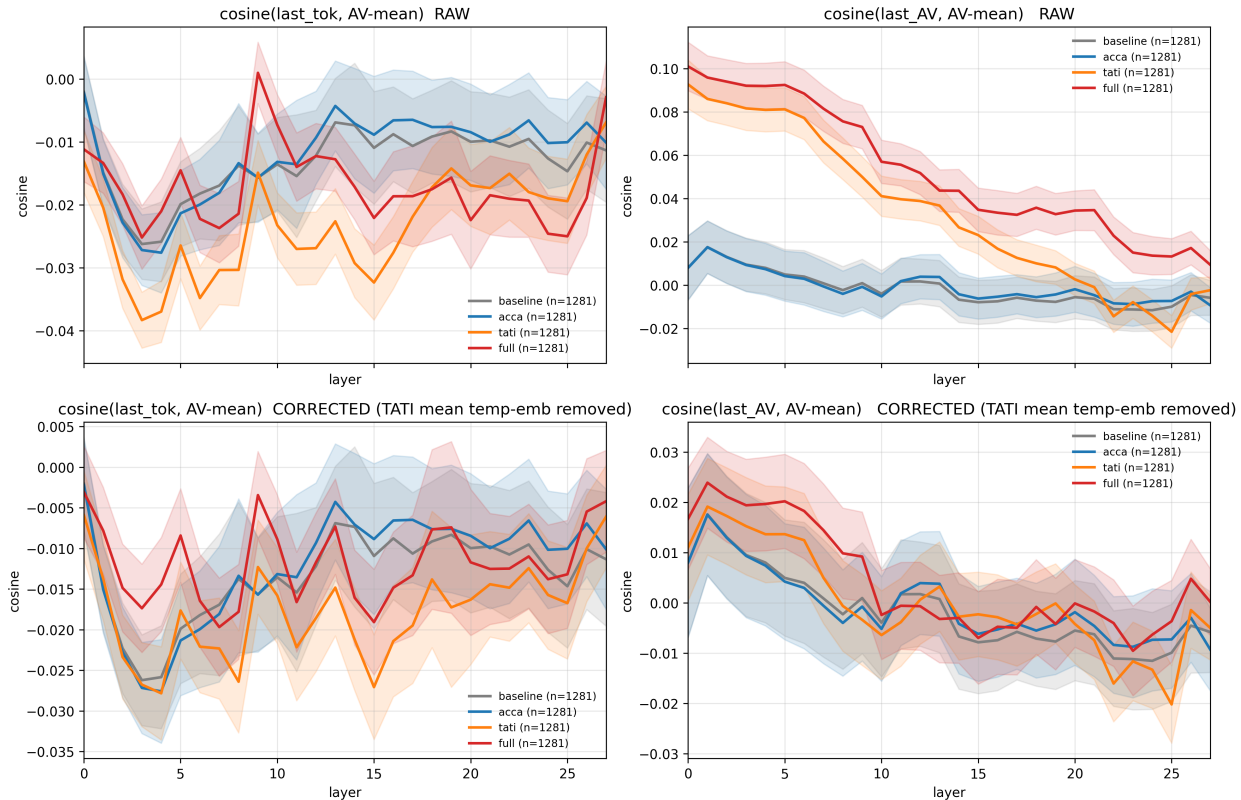 cosine(last_tok, AV-mean)  RAW
0.00
−0.01
−0.02
−0.03
−0.04
cosine
layer
baseline (n=1281)
acca (n=1281)
tati (n=1281)
full (n=1281)
cosine(last_AV, AV-mean)   RAW
0.10
0.08
0.06
0.04
0.02
0.00
−0.02
cosine
layer
baseline (n=1281)
acca (n=1281)
tati (n=1281)
full (n=1281)
cosine(last_tok, AV-mean)  CORRECTED (TATI mean temp-emb removed)
0.005
0.000
−0.005
−0.010
−0.015
−0.020
−0.025
−0.030
−0.035
cosine
baseline (n=1281)
acca (n=1281)
tati (n=1281)
full (n=1281)
0
5
10
15
20
25
layer
cosine(last_AV, AV-mean)   CORRECTED (TATI mean temp-emb removed)
0.03
0.02
0.01
0.00
−0.01
−0.02
−0.03
cosine
baseline (n=1281)
acca (n=1281)
tati (n=1281)
full (n=1281)
0
5
10
15
20
25
layer